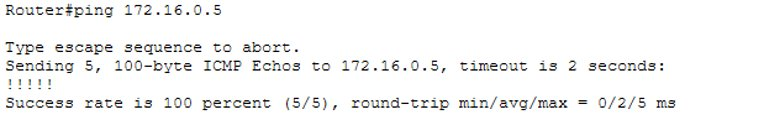 Router#ping 172.16.0.5
Type escape sequence to abort.
Sending 5, 100-byte ICMP Echos to 172.16.0.5, timeout is 2 seconds:
!!!!!
Success rate is 100 percent (5/5), round-trip min/avg/max = 0/2/5 ms